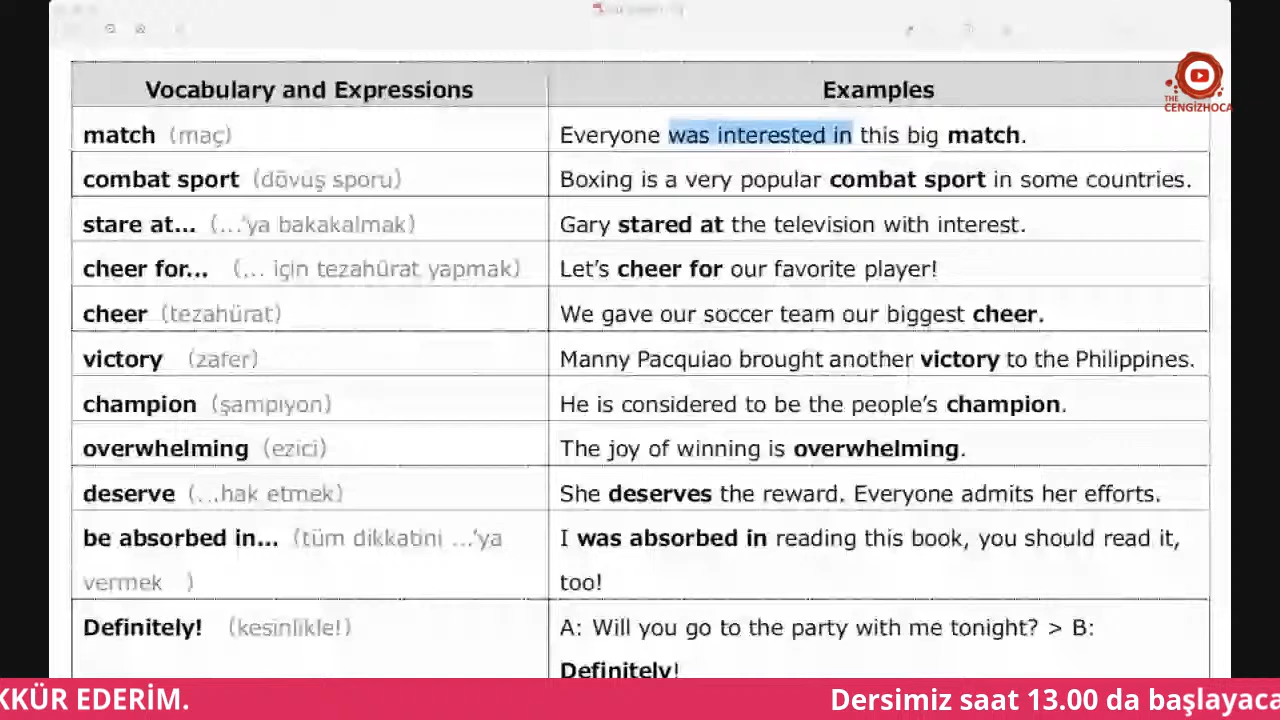 Vocabulary and Expressions
Examples
THE
CENGİZHOCA
match (maç)
Everyone was interested in this big match.
combat sport (dövüş sporu)
Boxing is a very popular combat sport in some countries.
stare at... (...'ya bakakalmak)
Gary stared at the television with interest.
cheer for... (... için tezahürat yapmak)
Let's cheer for our favorite player!
cheer (tezahürat)
We gave our soccer team our biggest cheer.
victory (zafer)
Manny Pacquiao brought another victory to the Philippines.
champion (şampiyon)
He is considered to be the people's champion.
overwhelming (ezici)
The joy of winning is overwhelming.
deserve (...hak etmek)
She deserves the reward. Everyone admits her efforts.
be absorbed in... (tüm dikkatini ...'ya
vermek )
I was absorbed in reading this book, you should read it,
too!
Definitely! (kesinlikle!)
A: Will you go to the party with me tonight? > B:
Definitely!
KKÜR EDERİM.
Dersimiz saat 13.00 da başlayaca